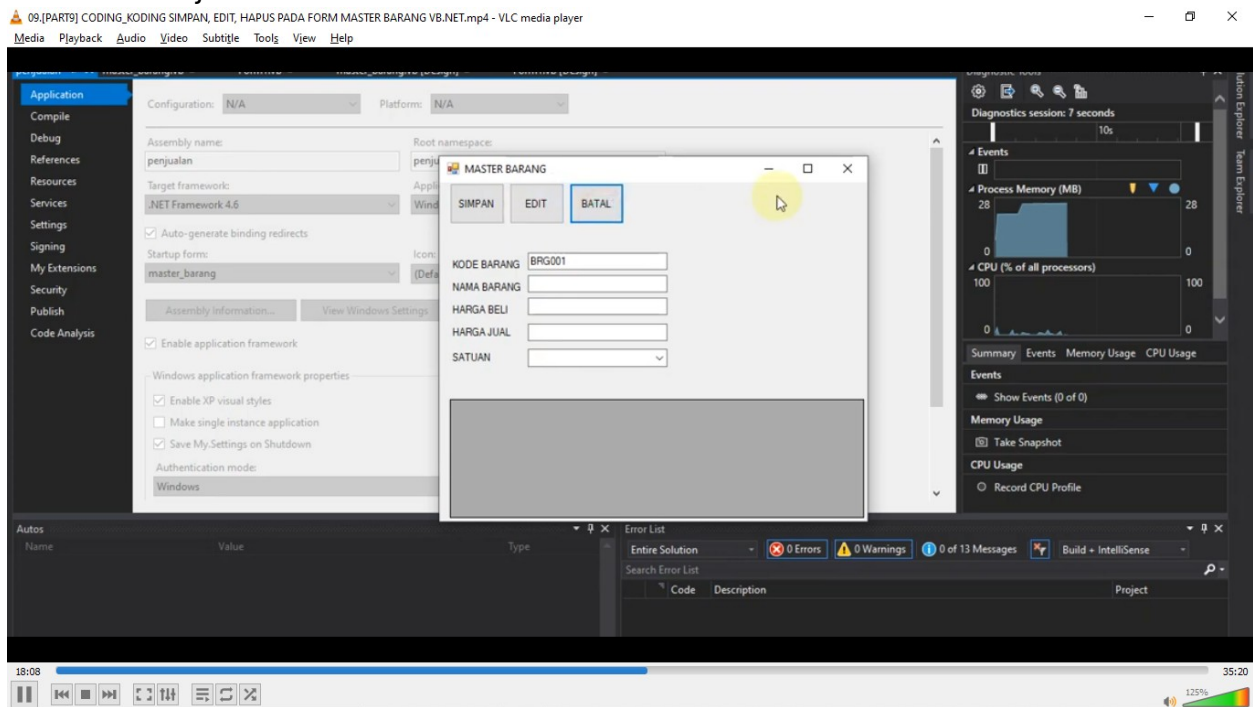 09.[PART9] CODING_KODING SIMPAN, EDIT, HAPUS PADA FORM MASTER BARANG VB.NET.mp4 - VLC media player
Media Playback Audio Video Subtitle Tools View Help
Application
Compile
Debug
References
Resources
Services
Settings
Signing
My Extensions
Security
Publish
Code Analysis
Configuration: N/A Platform: N/A
Assembly name: Root namespace:
penjualan penju
Target framework: Appli
.NET Framework 4.6 Wind
Auto-generate binding redirects
Startup form: Icon:
master_barang (Defa
Assembly Information... View Windows Settings
Enable application framework
Windows application framework properties
Enable XP visual styles
Make single instance application
Save My.Settings on Shutdown
Authentication mode:
Windows
MASTER BARANG
SIMPAN EDIT BATAL
KODE BARANG BRG001
NAMA BARANG
HARGA BELI
HARGA JUAL
SATUAN
Diagnostics session: 7 seconds
10s
Events
Process Memory (MB)
28 28
0 0
CPU (% of all processors)
100 100
0 0
Summary Events Memory Usage CPU Usage
Events
Show Events (0 of 0)
Memory Usage
Take Snapshot
CPU Usage
Record CPU Profile
lution Explorer
Team Explorer
Autos
Name Value Type
Error List
Entire Solution 0 Errors 0 Warnings 0 of 13 Messages Build + IntelliSense
Search Error List
Code Description Project
18:08 35:20
125%